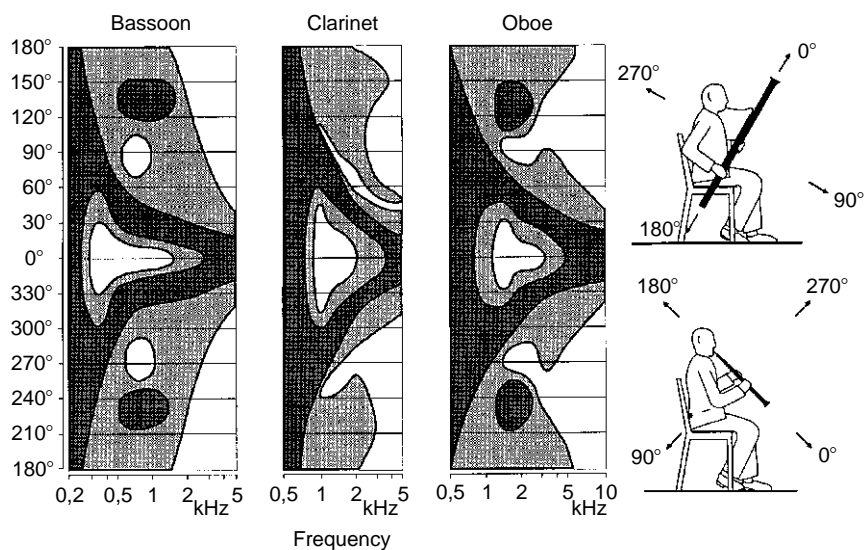 Bassoon Clarinet Oboe
180°
150°
120°
90°
60°
30°
0°
330°
300°
270°
240°
210°
180°
0,2 0,5 1 2 5
kHz
0,5 1 2 5
kHz
0,5 1 2 5 10
kHz
Frequency
0°
270°
90°
180°
180° 270°
90° 0°